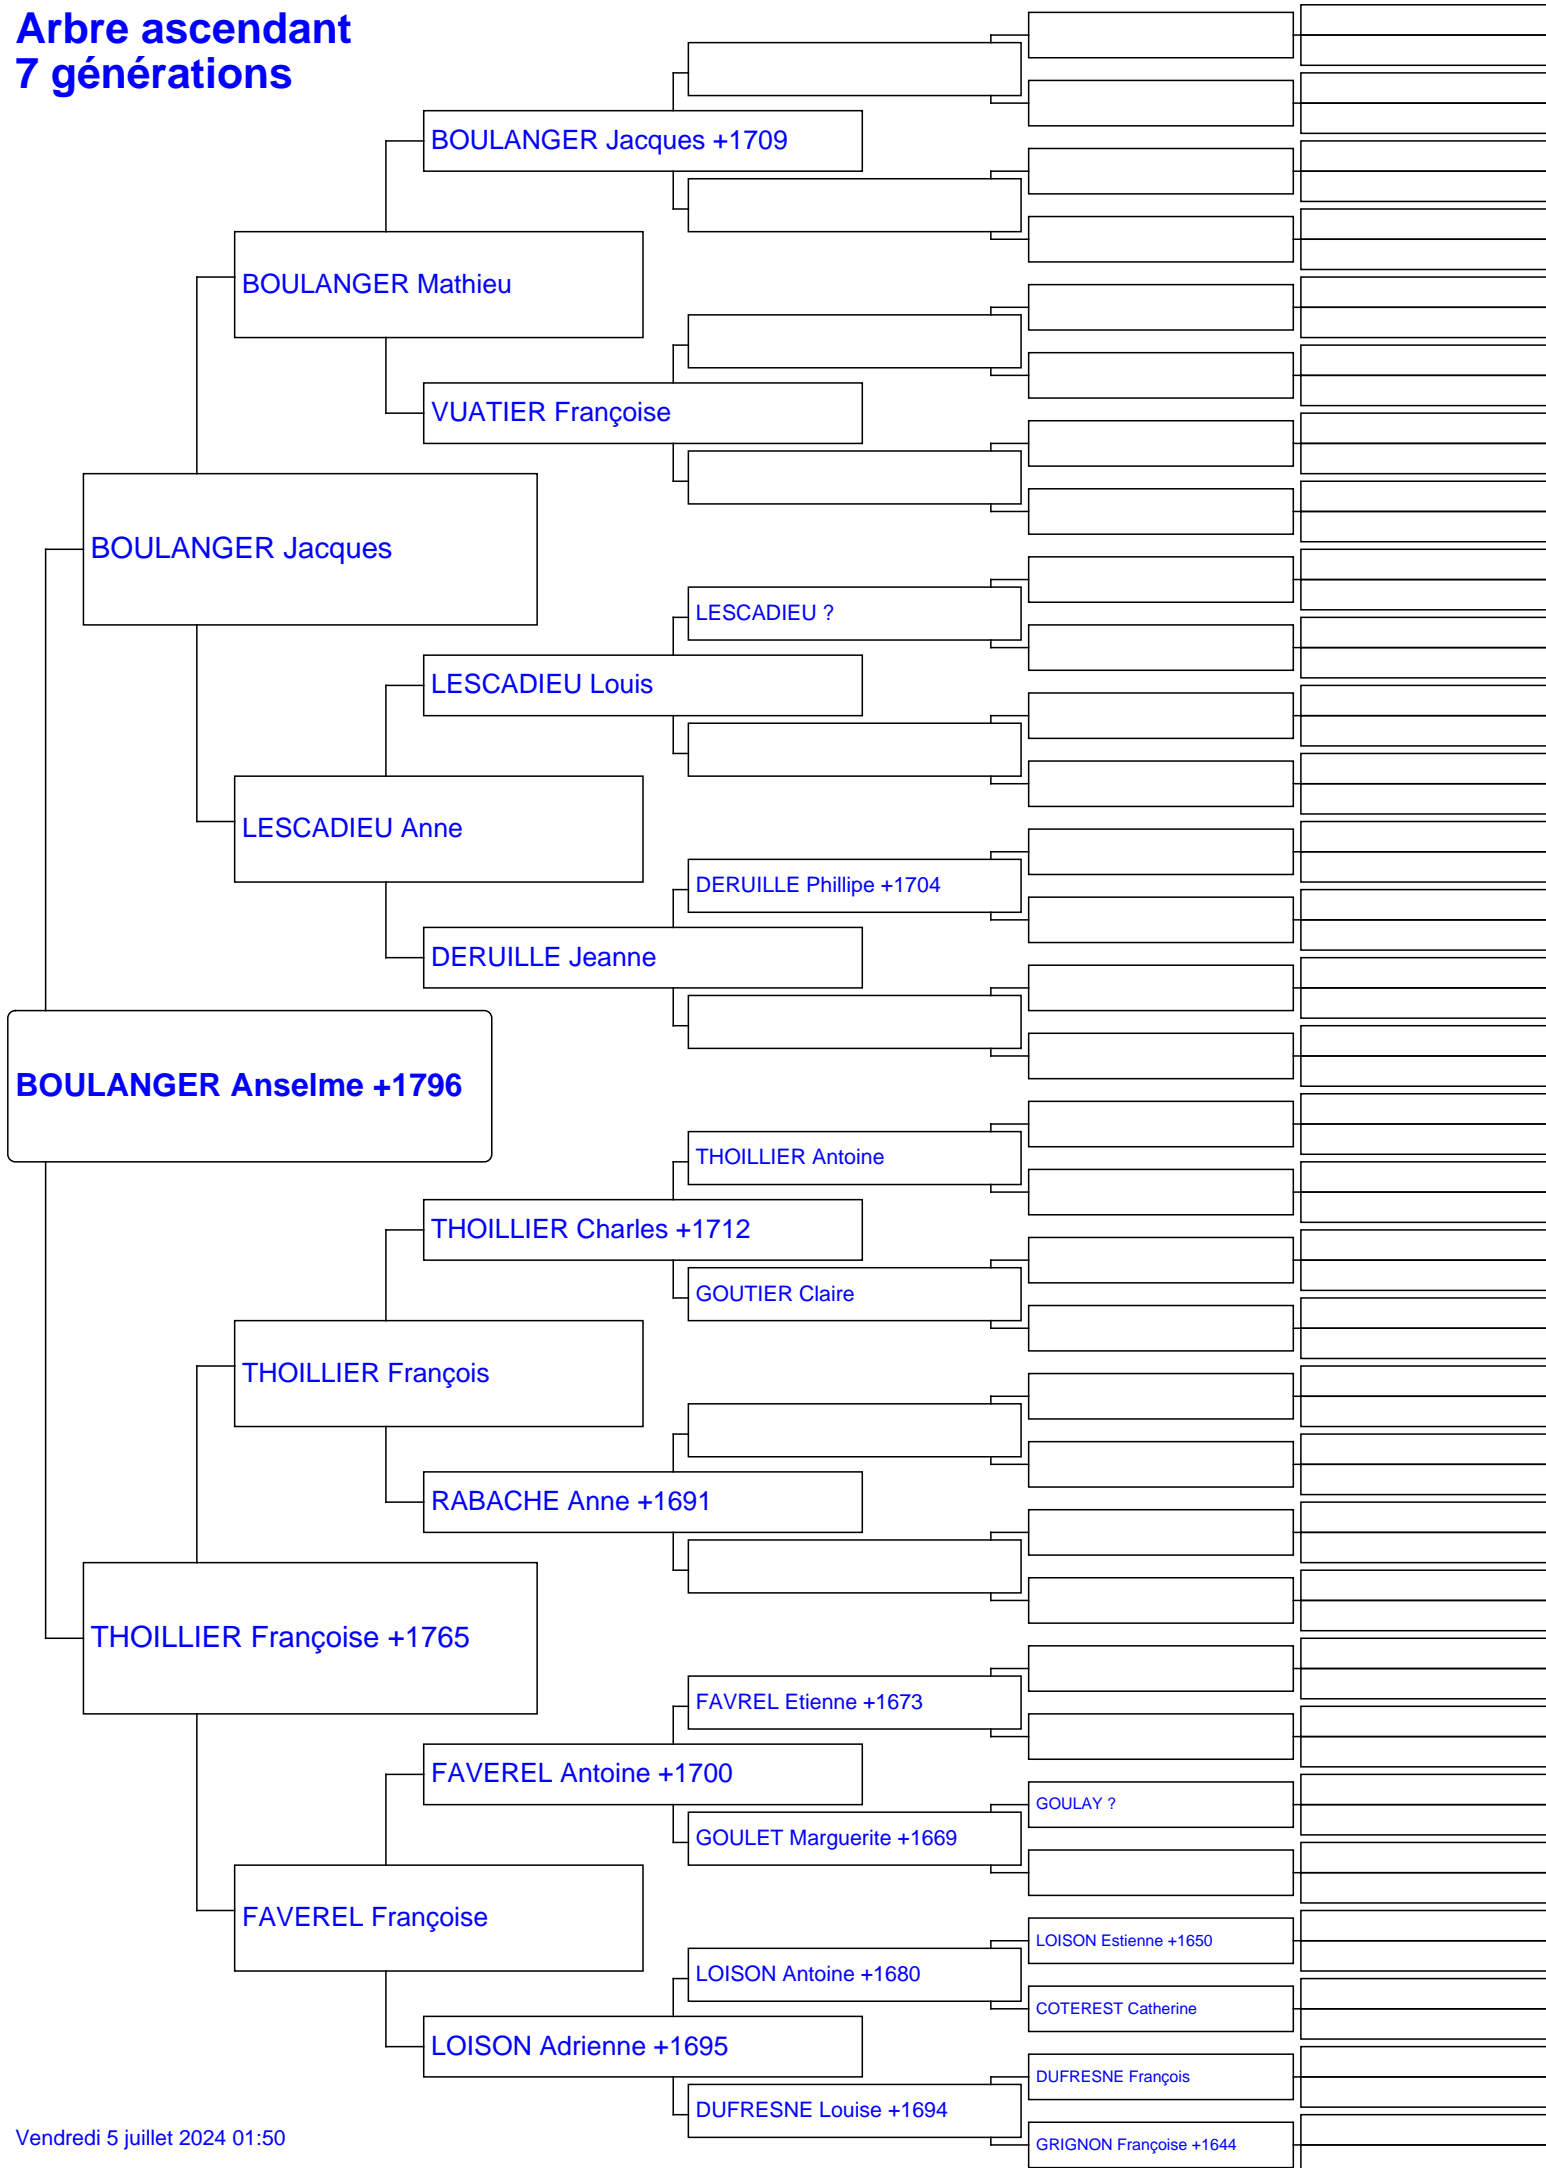 Arbre ascendant
7 générations
BOULANGER Jacques +1709
BOULANGER Mathieu
VUATIER Françoise
BOULANGER Jacques
LESCADIEU ?
LESCADIEU Louis
LESCADIEU Anne
DERUILLE Phillipe +1704
DERUILLE Jeanne
BOULANGER Anselme +1796
THOILLIER Antoine
THOILLIER Charles +1712
GOUTIER Claire
THOILLIER François
RABACHE Anne +1691
THOILLIER Françoise +1765
FAVREL Etienne +1673
FAVEREL Antoine +1700
GOULAY ?
GOULET Marguerite +1669
FAVEREL Françoise
LOISON Estienne +1650
LOISON Antoine +1680
COTEREST Catherine
LOISON Adrienne +1695
DUFRESNE François
DUFRESNE Louise +1694
GRIGNON Françoise +1644
Vendredi 5 juillet 2024 01:50